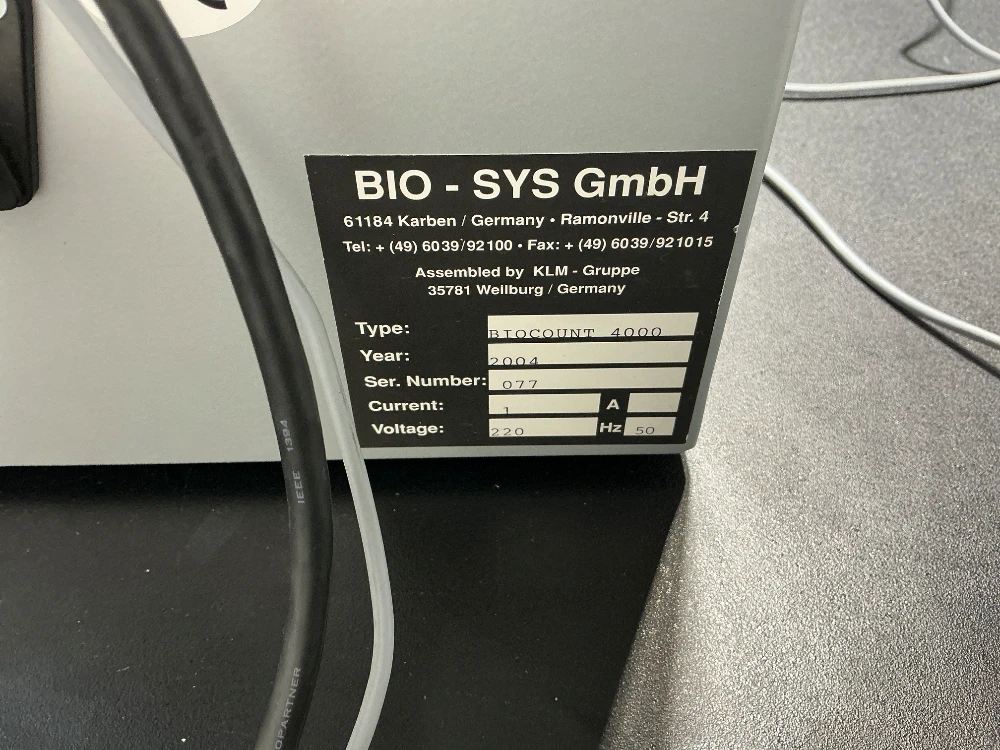 BIO - SYS GmbH
61184 Karben / Germany • Ramonville - Str. 4
Tel: + (49) 6039/92100 • Fax: + (49) 6039/921015
Assembled by KLM - Gruppe
35781 Weilburg / Germany
Type: BIOCOUNT 4000
Year: 2004
Ser. Number: 077
Current: 1 A
Voltage: 220 Hz 50
IEEE 1394